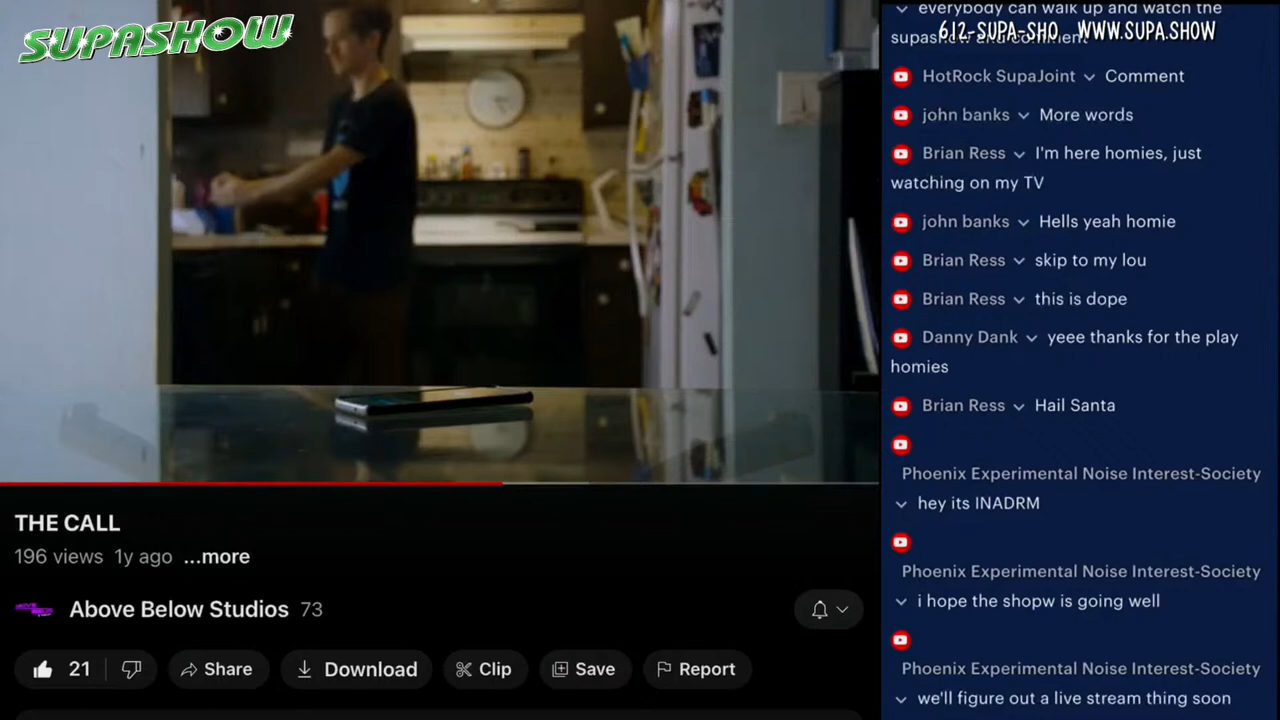 SUPASHOW
everybody can walk up and watch the
supashow and comment
612-SUPA-SHO WWW.SUPA.SHOW
HotRock SupaJoint Comment
john banks More words
Brian Ress I'm here homies, just
watching on my TV
john banks Hells yeah homie
Brian Ress skip to my lou
Brian Ress this is dope
Danny Dank yeee thanks for the play
homies
Brian Ress Hail Santa
Phoenix Experimental Noise Interest-Society
hey its INADRM
Phoenix Experimental Noise Interest-Society
i hope the shopw is going well
Phoenix Experimental Noise Interest-Society
we'll figure out a live stream thing soon
THE CALL
196 views 1y ago ...more
Above Below Studios 73
21 Share Download Clip Save Report